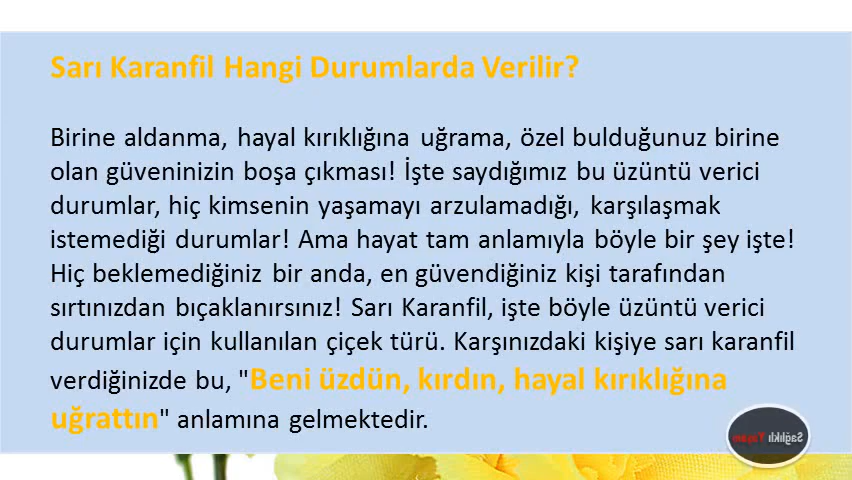 Sarı Karanfil Hangi Durumlarda Verilir?
Birine aldanma, hayal kırıklığına uğrama, özel bulduğunuz birine
olan güveninizin boşa çıkması! İşte saydığımız bu üzüntü verici
durumlar, hiç kimsenin yaşamayı arzulamadığı, karşılaşmak
istemediği durumlar! Ama hayat tam anlamıyla böyle bir şey işte!
Hiç beklemediğiniz bir anda, en güvendiğiniz kişi tarafından
sırtınızdan bıçaklanırsınız! Sarı Karanfil, işte böyle üzüntü verici
durumlar için kullanılan çiçek türü. Karşınızdaki kişiye sarı karanfil
verdiğinizde bu, "Beni üzdün, kırdın, hayal kırıklığına
uğrattın" anlamına gelmektedir.
Sağlıklı Yaşam